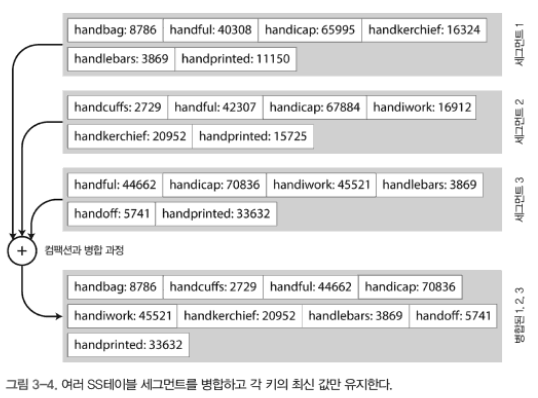 handbag: 8786 handful: 40308 handicap: 65995 handkerchief: 16324
handlebars: 3869 handprinted: 11150
세그먼트 1
handcuffs: 2729 handful: 42307 handicap: 67884 handiwork: 16912
handkerchief: 20952 handprinted: 15725
세그먼트 2
handful: 44662 handicap: 70836 handiwork: 45521 handlebars: 3869
handoff: 5741 handprinted: 33632
세그먼트 3
+ 컴팩션과 병합 과정
handbag: 8786 handcuffs: 2729 handful: 44662 handicap: 70836
handiwork: 45521 handkerchief: 20952 handlebars: 3869 handoff: 5741
handprinted: 33632
병합된 1, 2, 3
그림 3-4. 여러 SS테이블 세그먼트를 병합하고 각 키의 최신 값만 유지한다.